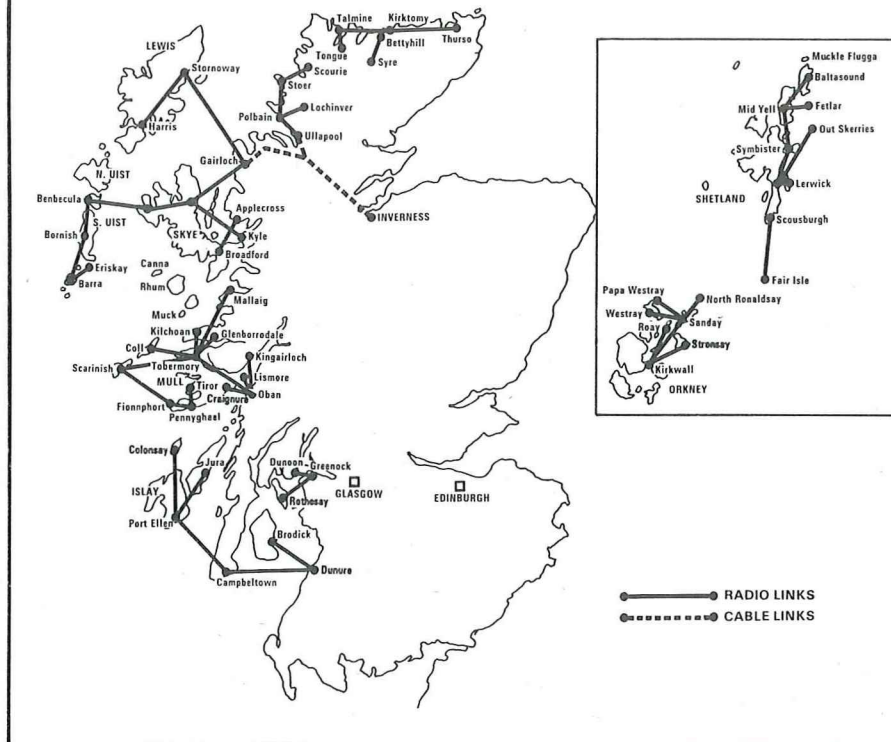 Talmine
Kirktomy
Bettyhill
Thurso
Tongue
Syre
LEWIS
Stornoway
Scourie
Stoer
Lochinver
Polbain
Ullapool
Harris
Gairloch
N. UIST
Benbecula
S. UIST
Applecross
INVERNESS
Bornish
SKYE
Kyle
Broadford
Eriskay
Canna
Barra
Rhum
Mallaig
Muck
Kilchoan
Glenborrodale
Coll
Kingairloch
Scarinish
Tobermory
Lismore
MULL
Tiror
Craignure
Oban
Fionnphort
Pennyghael
Colonsay
Jura
Dunoon
Greenock
ISLAY
GLASGOW
EDINBURGH
Rothesay
Port Ellen
Brodick
Campbeltown
Dunure
Muckle Flugga
Baltasound
Mid Yell
Fetlar
Out Skerries
Symbister
Lerwick
SHETLAND
Scousburgh
Fair Isle
Papa Westray
North Ronaldsay
Westray
Sanday
Roay
Stronsay
Kirkwall
ORKNEY
RADIO LINKS
CABLE LINKS